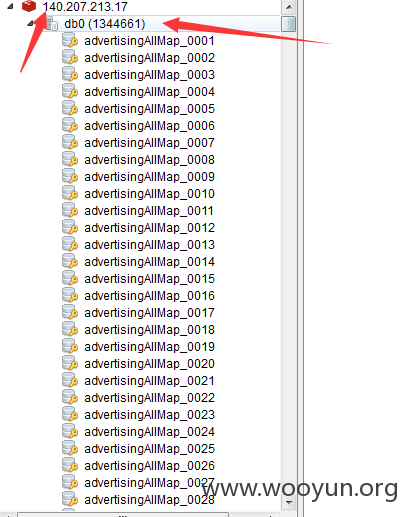 140.207.213.17
db0 (1344661)
advertisingAllMap_0001
advertisingAllMap_0002
advertisingAllMap_0003
advertisingAllMap_0004
advertisingAllMap_0005
advertisingAllMap_0006
advertisingAllMap_0007
advertisingAllMap_0008
advertisingAllMap_0009
advertisingAllMap_0010
advertisingAllMap_0011
advertisingAllMap_0012
advertisingAllMap_0013
advertisingAllMap_0014
advertisingAllMap_0015
advertisingAllMap_0016
advertisingAllMap_0017
advertisingAllMap_0018
advertisingAllMap_0019
advertisingAllMap_0020
advertisingAllMap_0021
advertisingAllMap_0022
advertisingAllMap_0023
advertisingAllMap_0024
advertisingAllMap_0025
advertisingAllMap_0026
advertisingAllMap_0027
advertisingAllMap_0028
www.wooyun.org